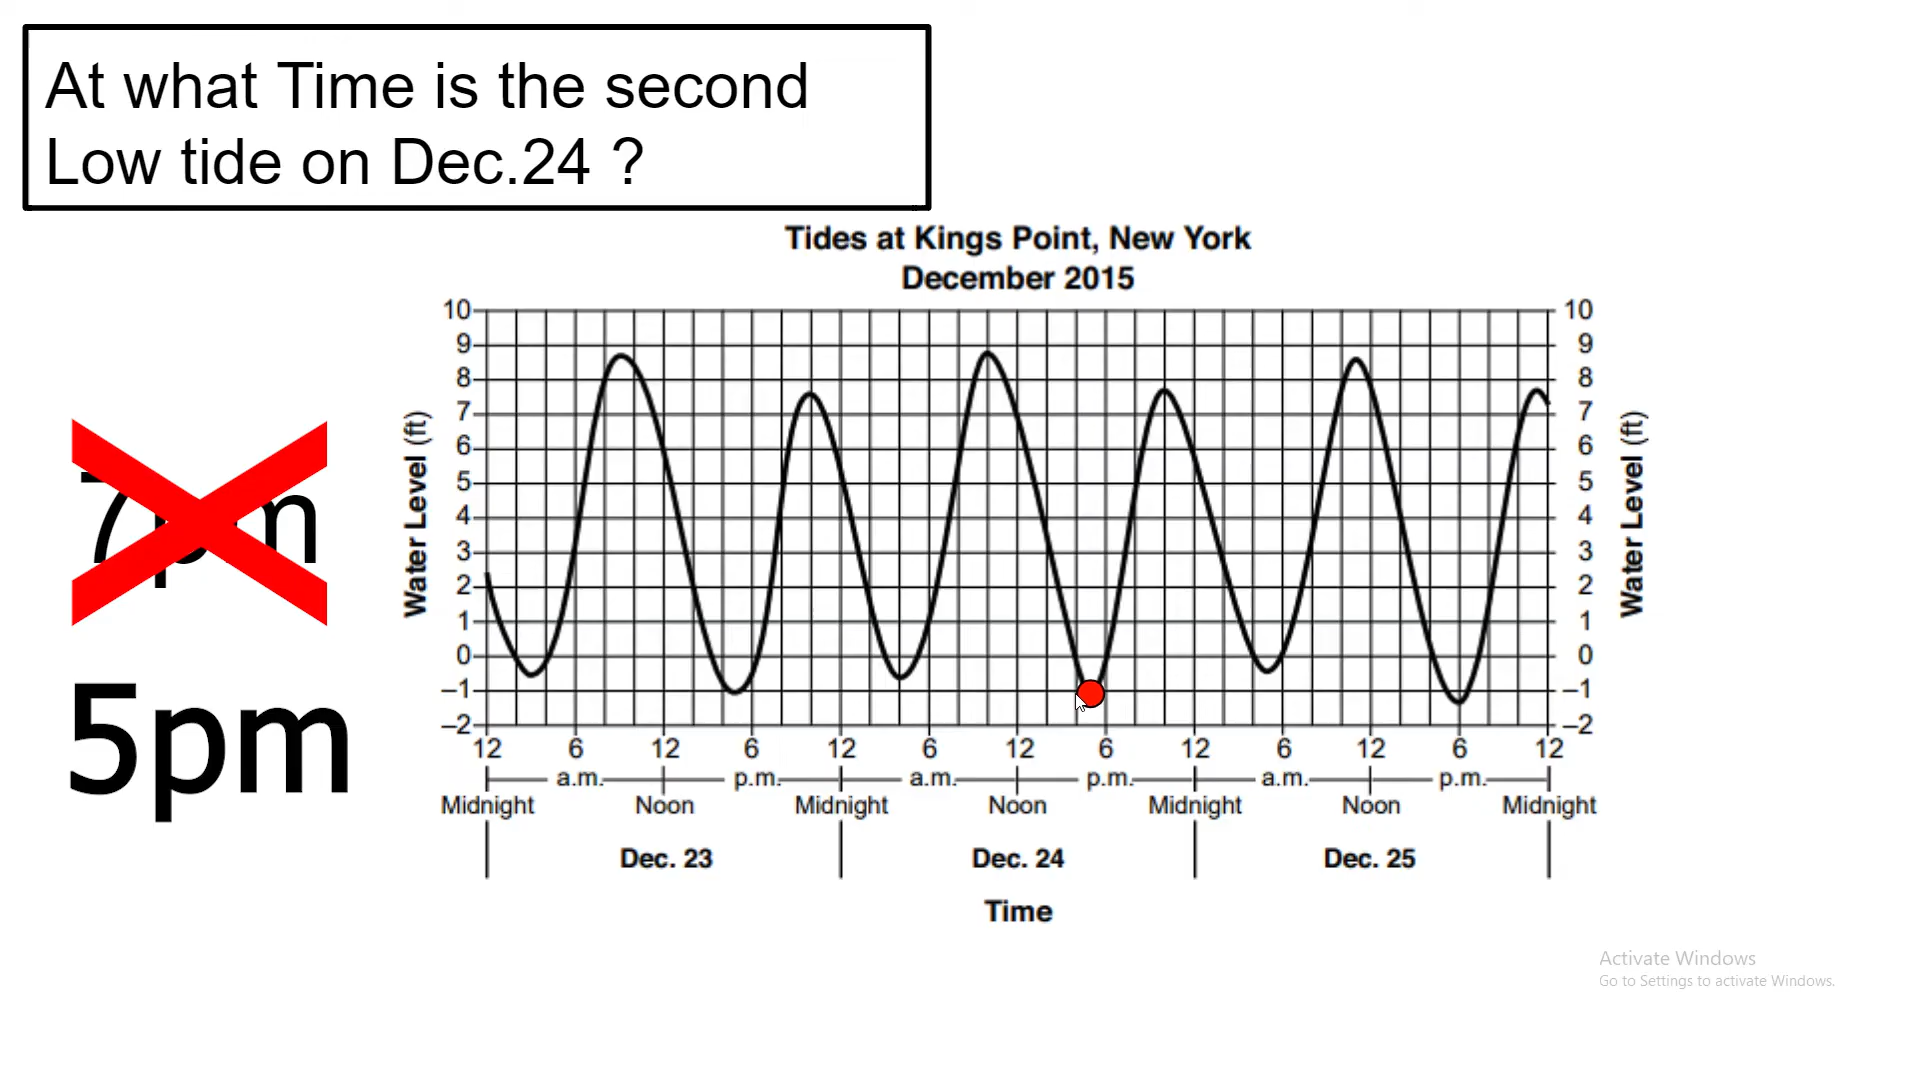 At what Time is the second
Low tide on Dec.24 ?
Tides at Kings Point, New York
December 2015
10 10
9 9
8 8
7 7
6 6
5 5
4 4
3 3
2 2
1 1
0 0
–1 –1
–2 –2
Water Level (ft)
Water Level (ft)
7pm
5pm
12 6 12 6 12 6 12 6 12 6 12 6 12
a.m. p.m. a.m. p.m. a.m. p.m.
Midnight Noon Midnight Noon Midnight Noon Midnight
Dec. 23 Dec. 24 Dec. 25
Time
Activate Windows
Go to Settings to activate Windows.